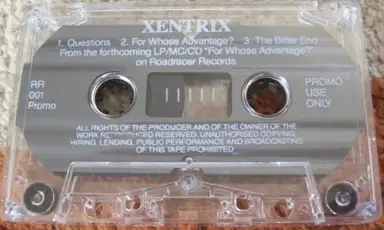 XENTRIX
1. Questions 2. For Whose Advantage? 3. The Bitter End
From the forthcoming LP/MC/CD "For Whose Advantage?"
on Roadracer Records
RR
001
Promo
PROMO
USE
ONLY
ALL RIGHTS OF THE PRODUCER AND OF THE OWNER OF THE
WORK REPRODUCED RESERVED. UNAUTHORISED COPYING,
HIRING, LENDING, PUBLIC PERFORMANCE AND BROADCASTING
OF THIS TAPE PROHIBITED